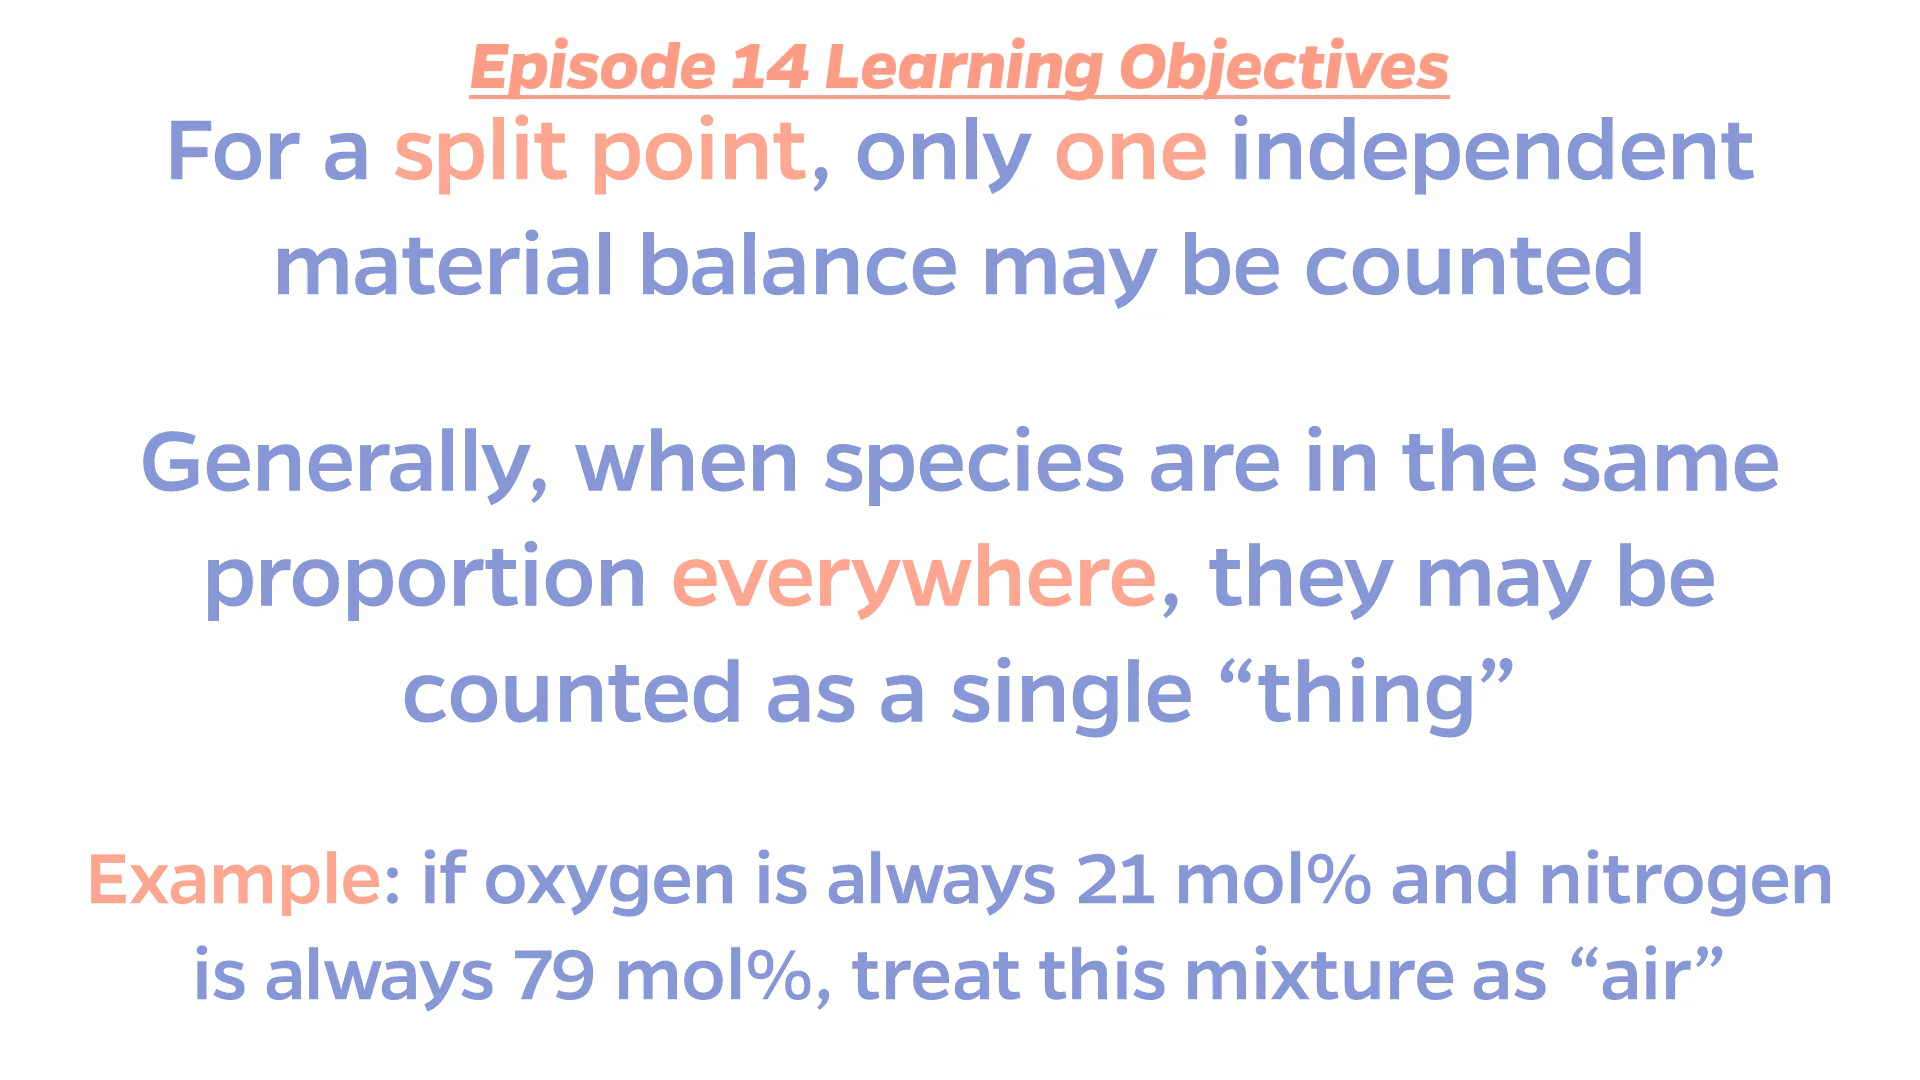 Episode 14 Learning Objectives
For a split point, only one independent
material balance may be counted
Generally, when species are in the same
proportion everywhere, they may be
counted as a single “thing”
Example: if oxygen is always 21 mol% and nitrogen
is always 79 mol%, treat this mixture as “air”